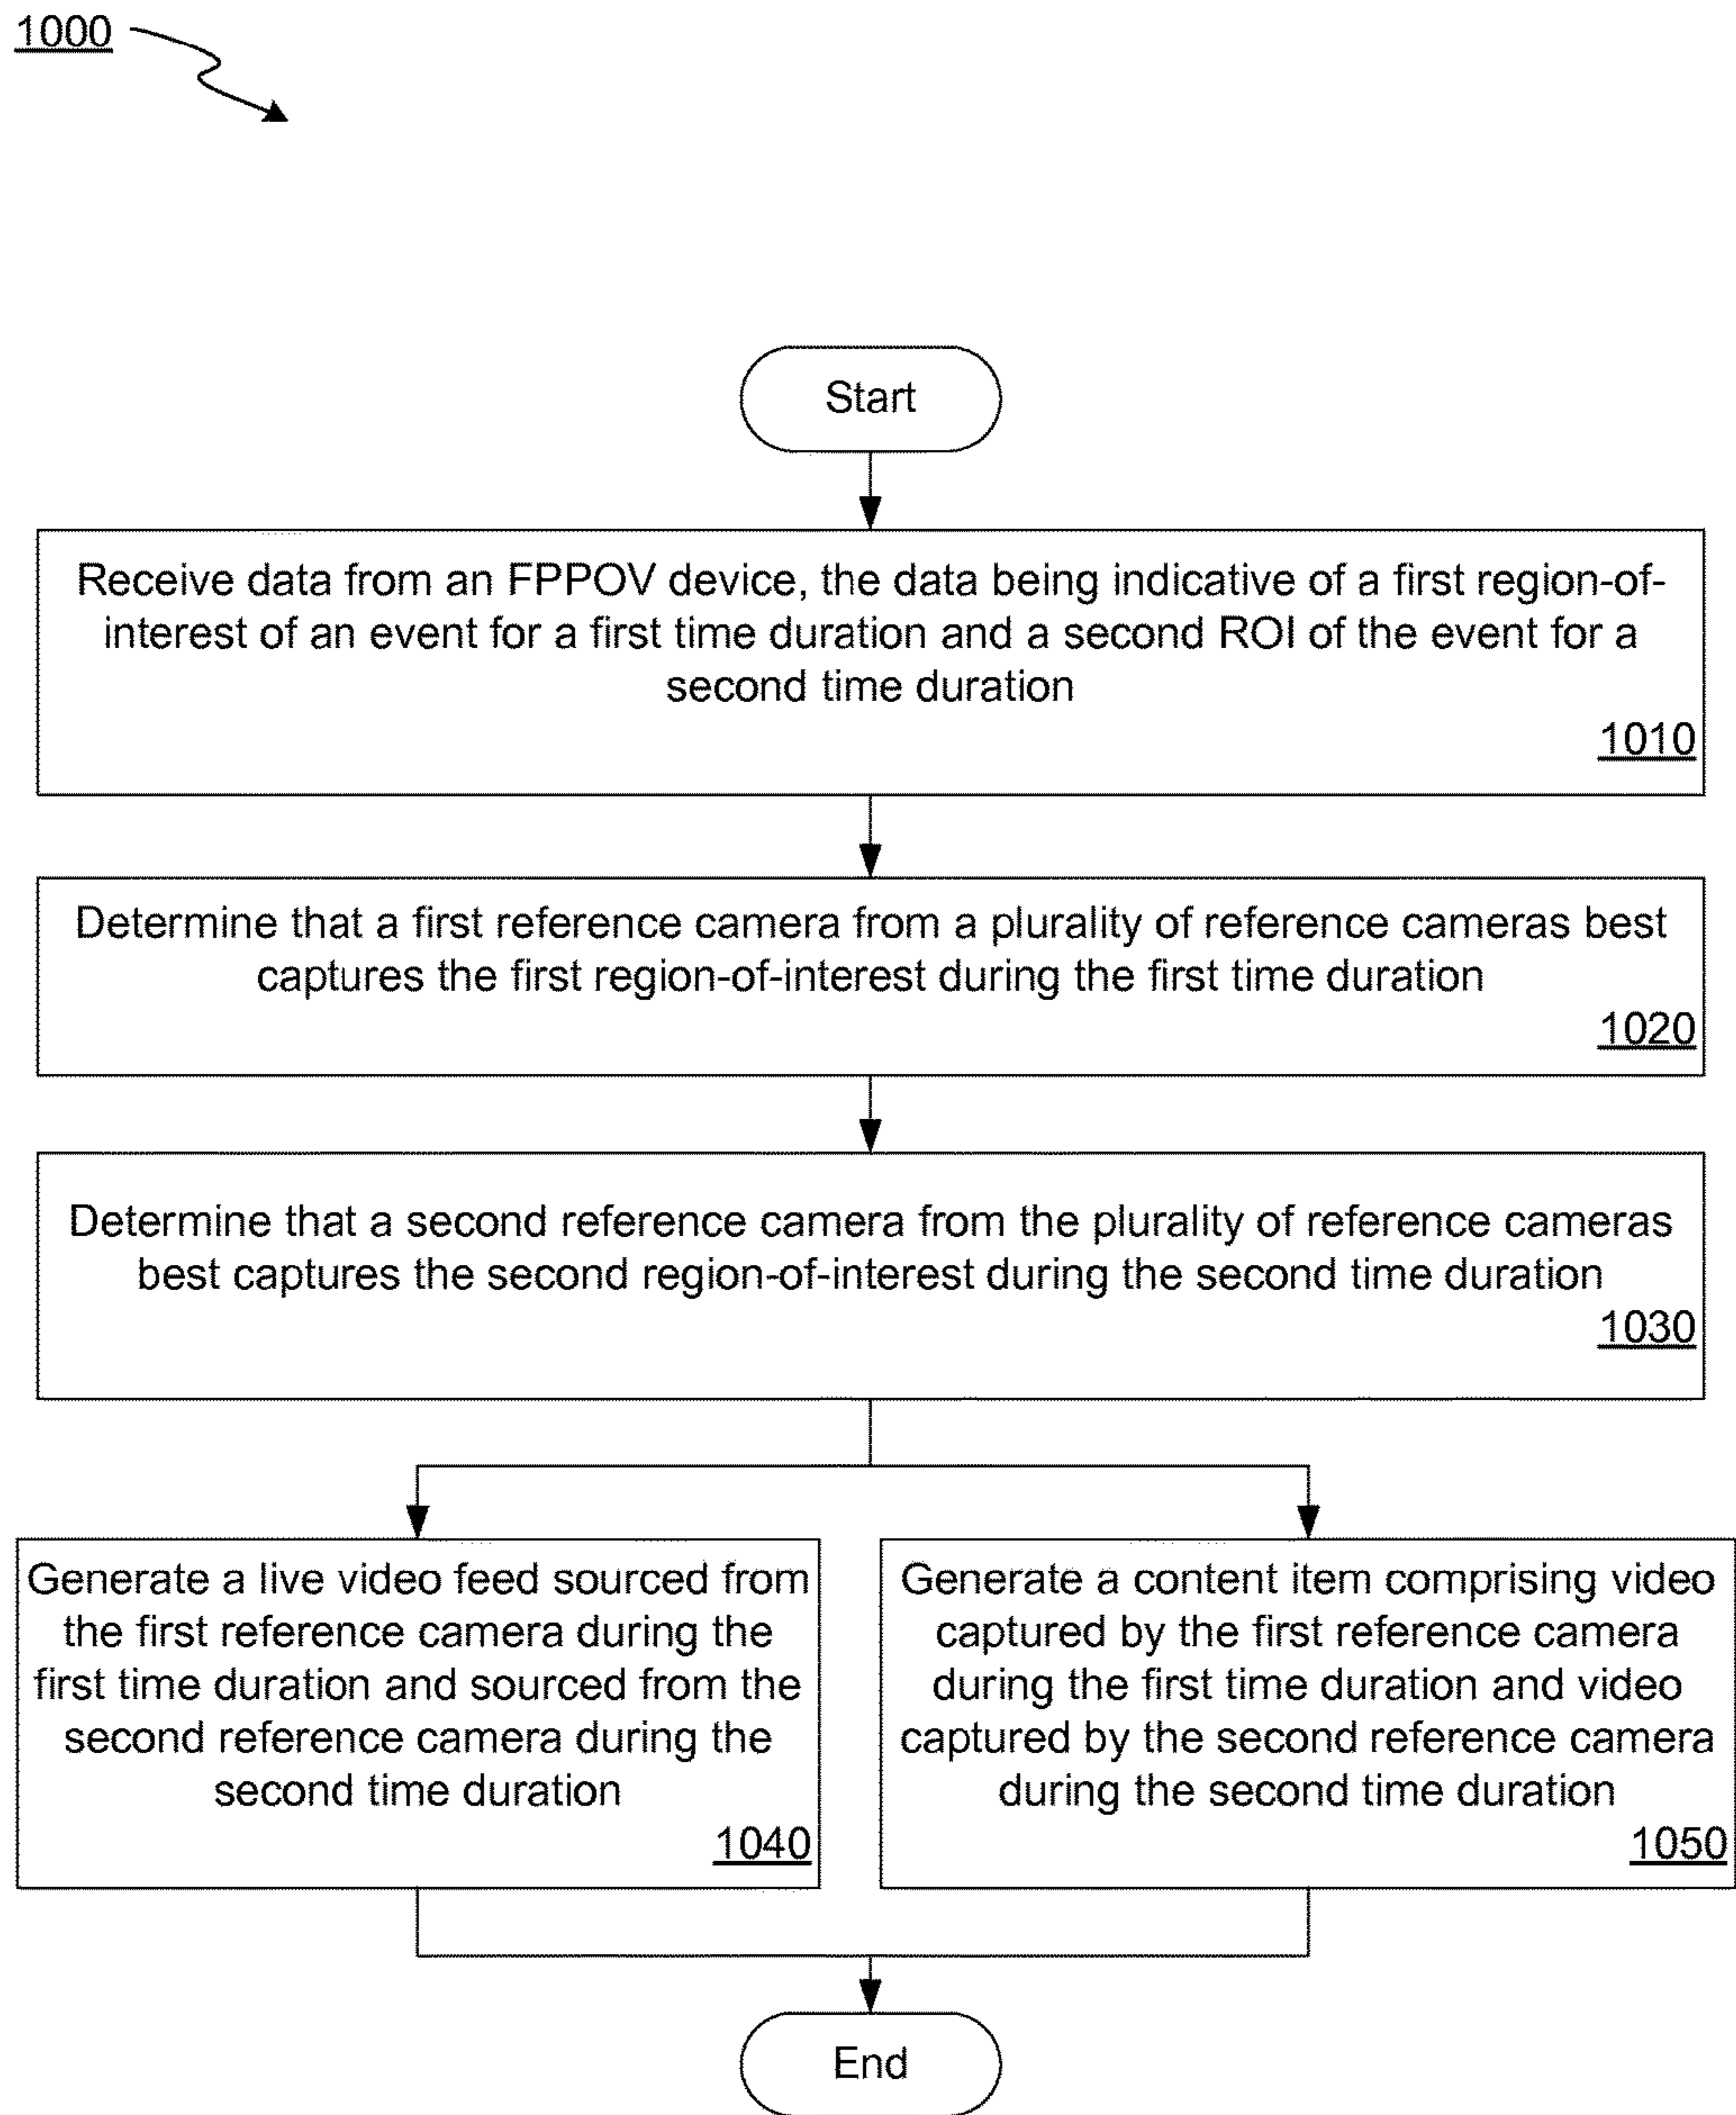 1000
Start
Receive data from an FPPOV device, the data being indicative of a first region-of-
interest of an event for a first time duration and a second ROI of the event for a
second time duration
1010
Determine that a first reference camera from a plurality of reference cameras best
captures the first region-of-interest during the first time duration
1020
Determine that a second reference camera from the plurality of reference cameras
best captures the second region-of-interest during the second time duration
1030
Generate a live video feed sourced from
the first reference camera during the
first time duration and sourced from the
second reference camera during the
second time duration
1040
Generate a content item comprising video
captured by the first reference camera
during the first time duration and video
captured by the second reference camera
during the second time duration
1050
End